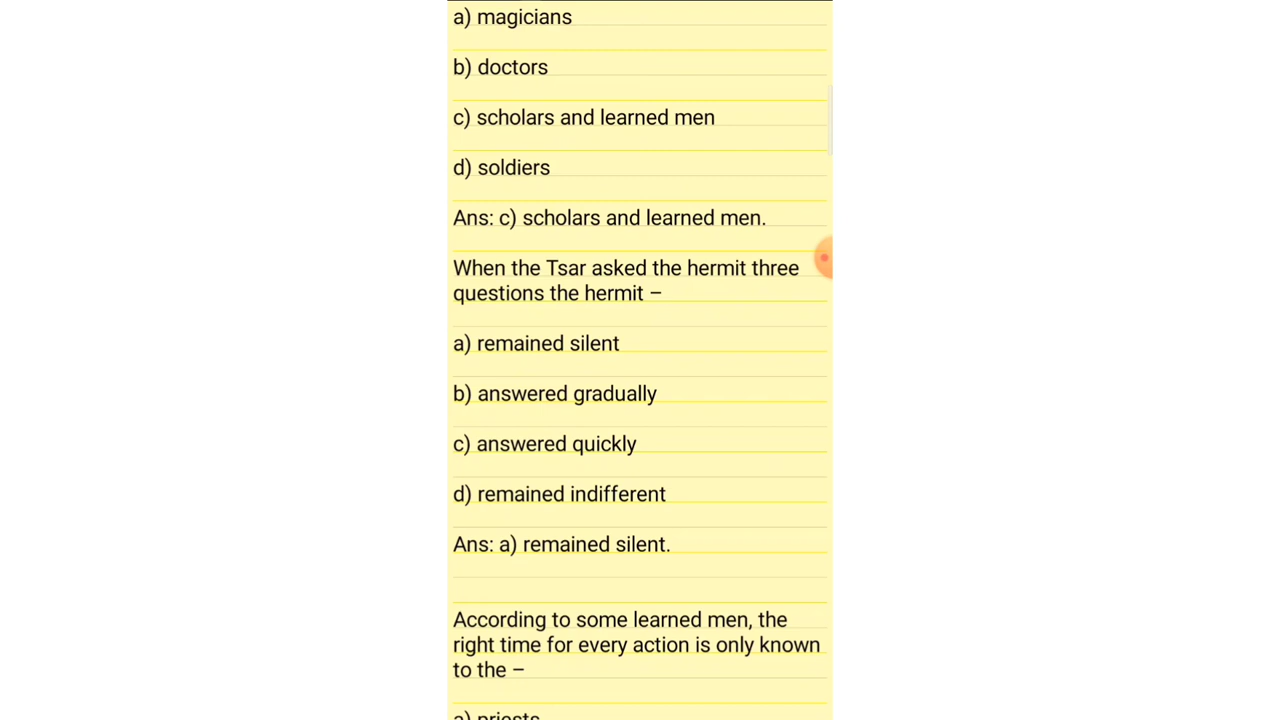 a) magicians
b) doctors
c) scholars and learned men
d) soldiers
Ans: c) scholars and learned men.
When the Tsar asked the hermit three
questions the hermit –
a) remained silent
b) answered gradually
c) answered quickly
d) remained indifferent
Ans: a) remained silent.
According to some learned men, the
right time for every action is only known
to the –
a) priests